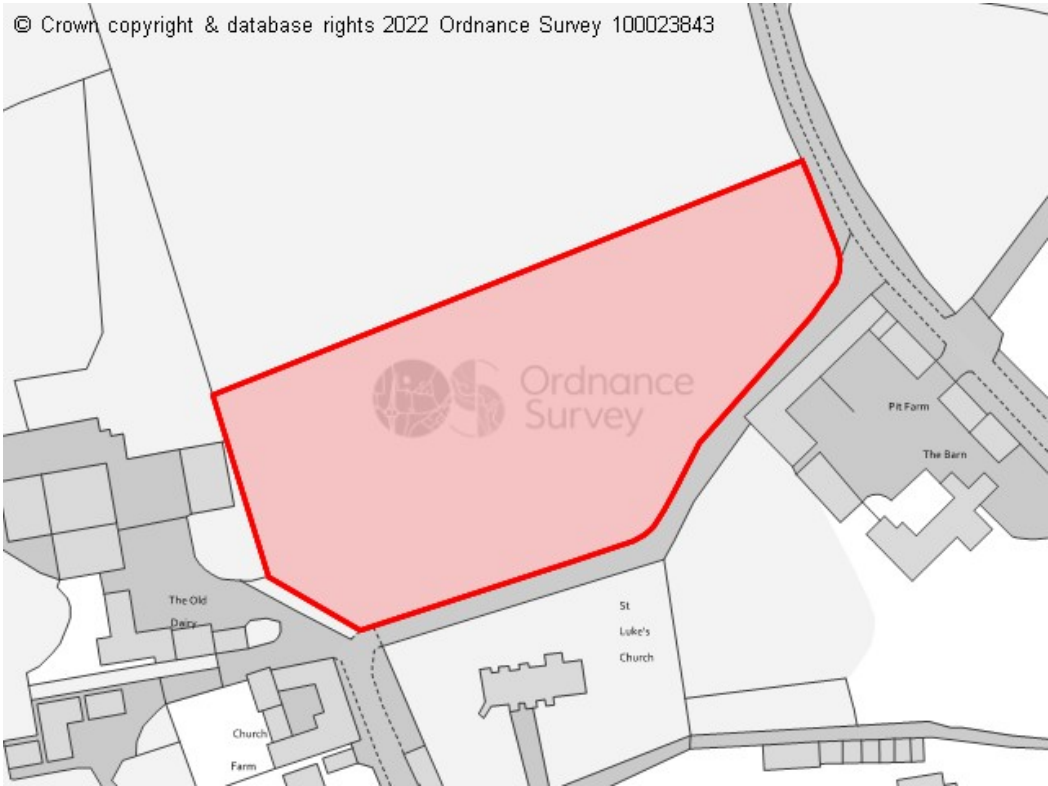 © Crown copyright & database rights 2022 Ordnance Survey 100023843
Ordnance
Survey
Pit Farm
The Barn
The Old
Dairy
St
Luke's
Church
Church
Farm